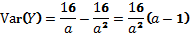 Var(Y) = 16/a − 16/a² = 16/a² (a − 1)